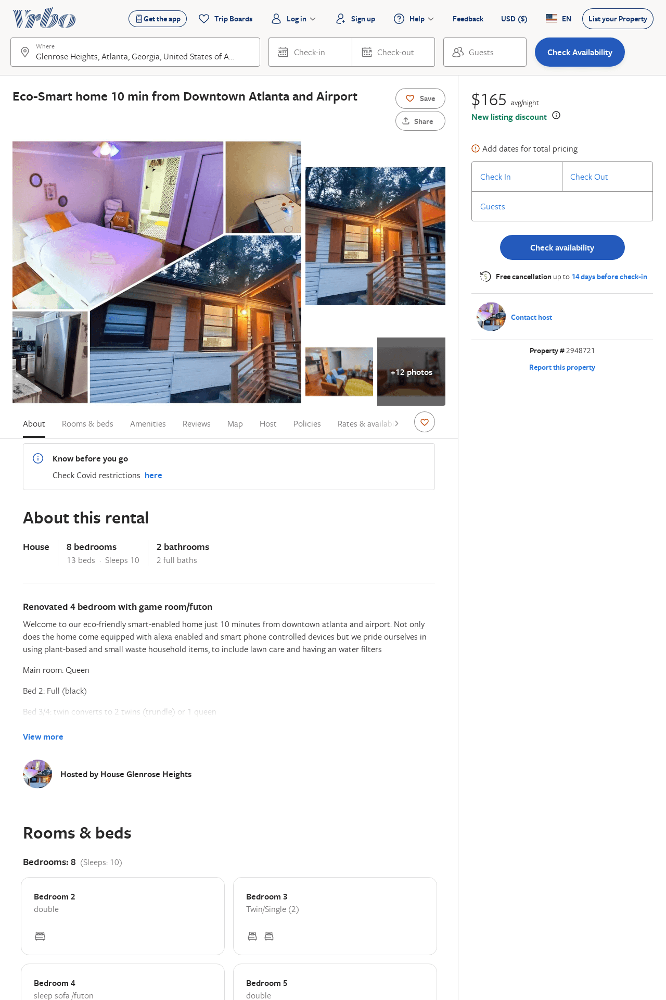 Vrbo
Get the app
Trip Boards
Log in
Sign up
Help
Feedback
USD ($)
EN
List your Property
Where
Glenrose Heights, Atlanta, Georgia, United States of A...
Check-in
Check-out
Guests
Check Availability
Eco-Smart home 10 min from Downtown Atlanta and Airport
Save
Share
$165 avg/night
New listing discount
Add dates for total pricing
Check In
Check Out
Guests
Check availability
Free cancellation up to 14 days before check-in
Contact host
Property # 2948721
Report this property
Hope
+12 photos
About
Rooms & beds
Amenities
Reviews
Map
Host
Policies
Rates & availab
Know before you go
Check Covid restrictions here
About this rental
House
8 bedrooms
13 beds · Sleeps 10
2 bathrooms
2 full baths
Renovated 4 bedroom with game room/futon
Welcome to our eco-friendly smart-enabled home just 10 minutes from downtown atlanta and airport. Not only
does the home come equipped with alexa enabled and smart phone controlled devices but we pride ourselves in
using plant-based and small waste household items, to include lawn care and having an water filters
Main room: Queen
Bed 2: Full (black)
Bed 3/4: twin converts to 2 twins (trundle) or 1 queen
View more
Hosted by House Glenrose Heights
Rooms & beds
Bedrooms: 8 (Sleeps: 10)
Bedroom 2
double
Bedroom 3
Twin/Single (2)
Bedroom 4
sleep sofa /futon
Bedroom 5
double